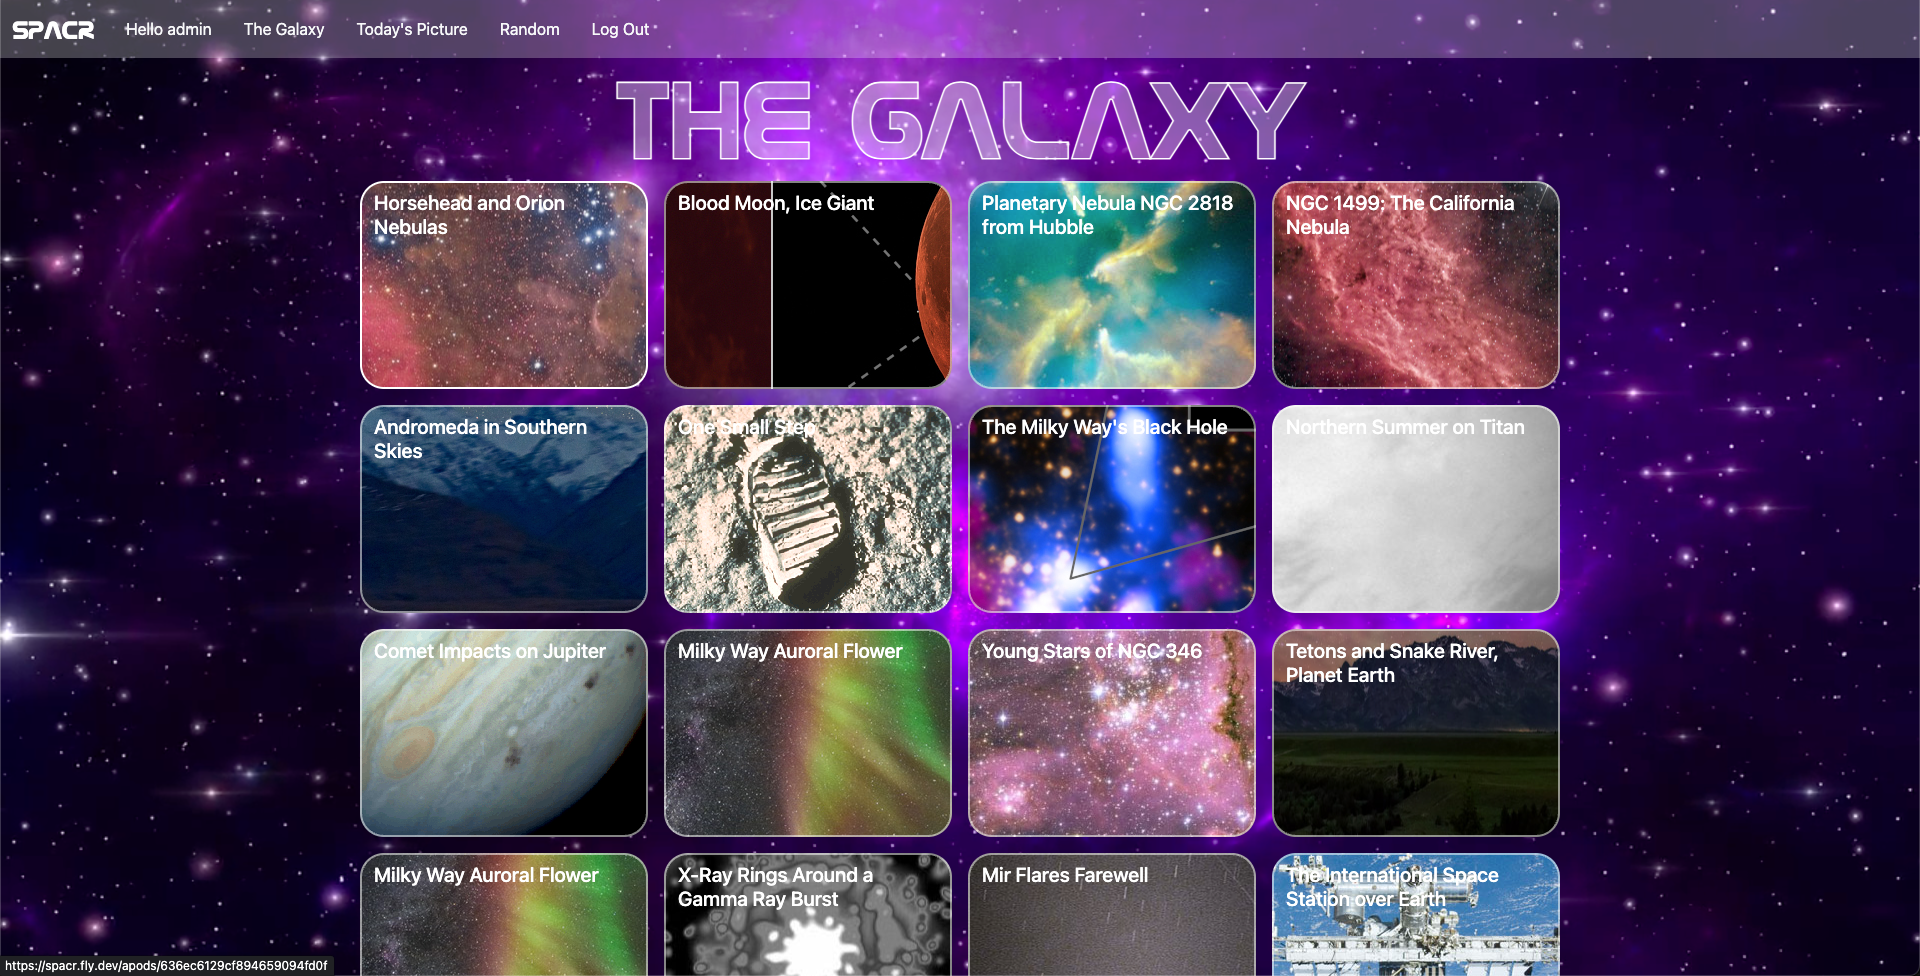 SPACR Hello admin The Galaxy Today's Picture Random Log Out
THE GALAXY
Horsehead and Orion
Nebulas
Blood Moon, Ice Giant
Planetary Nebula NGC 2818
from Hubble
NGC 1499: The California
Nebula
Andromeda in Southern
Skies
One Small Step
The Milky Way's Black Hole
Northern Summer on Titan
Comet Impacts on Jupiter
Milky Way Auroral Flower
Young Stars of NGC 346
Tetons and Snake River,
Planet Earth
Milky Way Auroral Flower
X-Ray Rings Around a
Gamma Ray Burst
Mir Flares Farewell
The International Space
Station over Earth
https://spacr.fly.dev/apods/636ec6129cf894659094fd0f